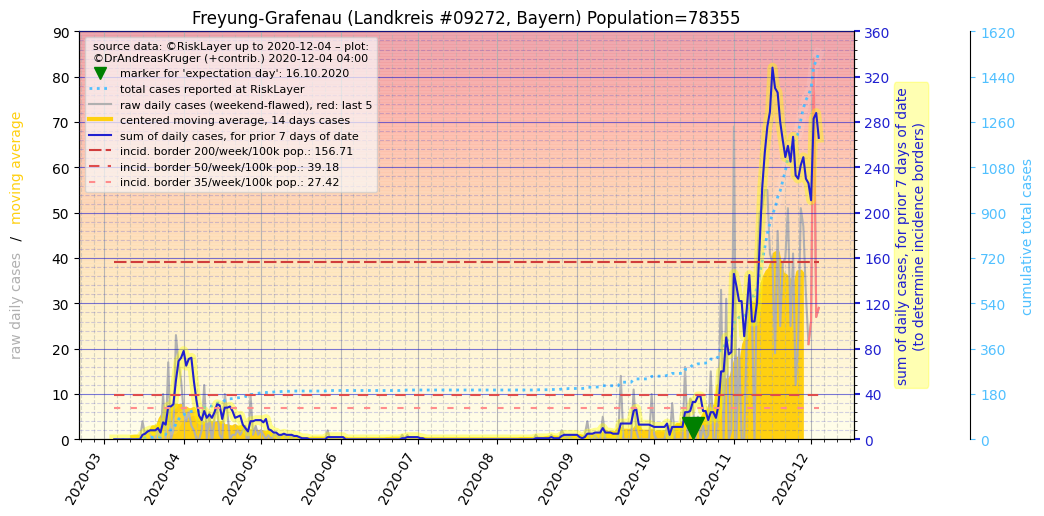 Freyung-Grafenau (Landkreis #09272, Bayern) Population=78355
source data: ©RiskLayer up to 2020-12-04 – plot:
©DrAndreasKruger (+contrib.) 2020-12-04 04:00
marker for 'expectation day': 16.10.2020
total cases reported at RiskLayer
raw daily cases (weekend-flawed), red: last 5
centered moving average, 14 days cases
sum of daily cases, for prior 7 days of date
incid. border 200/week/100k pop.: 156.71
incid. border 50/week/100k pop.: 39.18
incid. border 35/week/100k pop.: 27.42
raw daily cases / moving average
90
80
70
60
50
40
30
20
10
0
2020-03
2020-04
2020-05
2020-06
2020-07
2020-08
2020-09
2020-10
2020-11
2020-12
360
320
280
240
200
160
120
80
40
0
sum of daily cases, for prior 7 days of date
(to determine incidence borders)
1620
1440
1260
1080
900
720
540
360
180
0
cumulative total cases